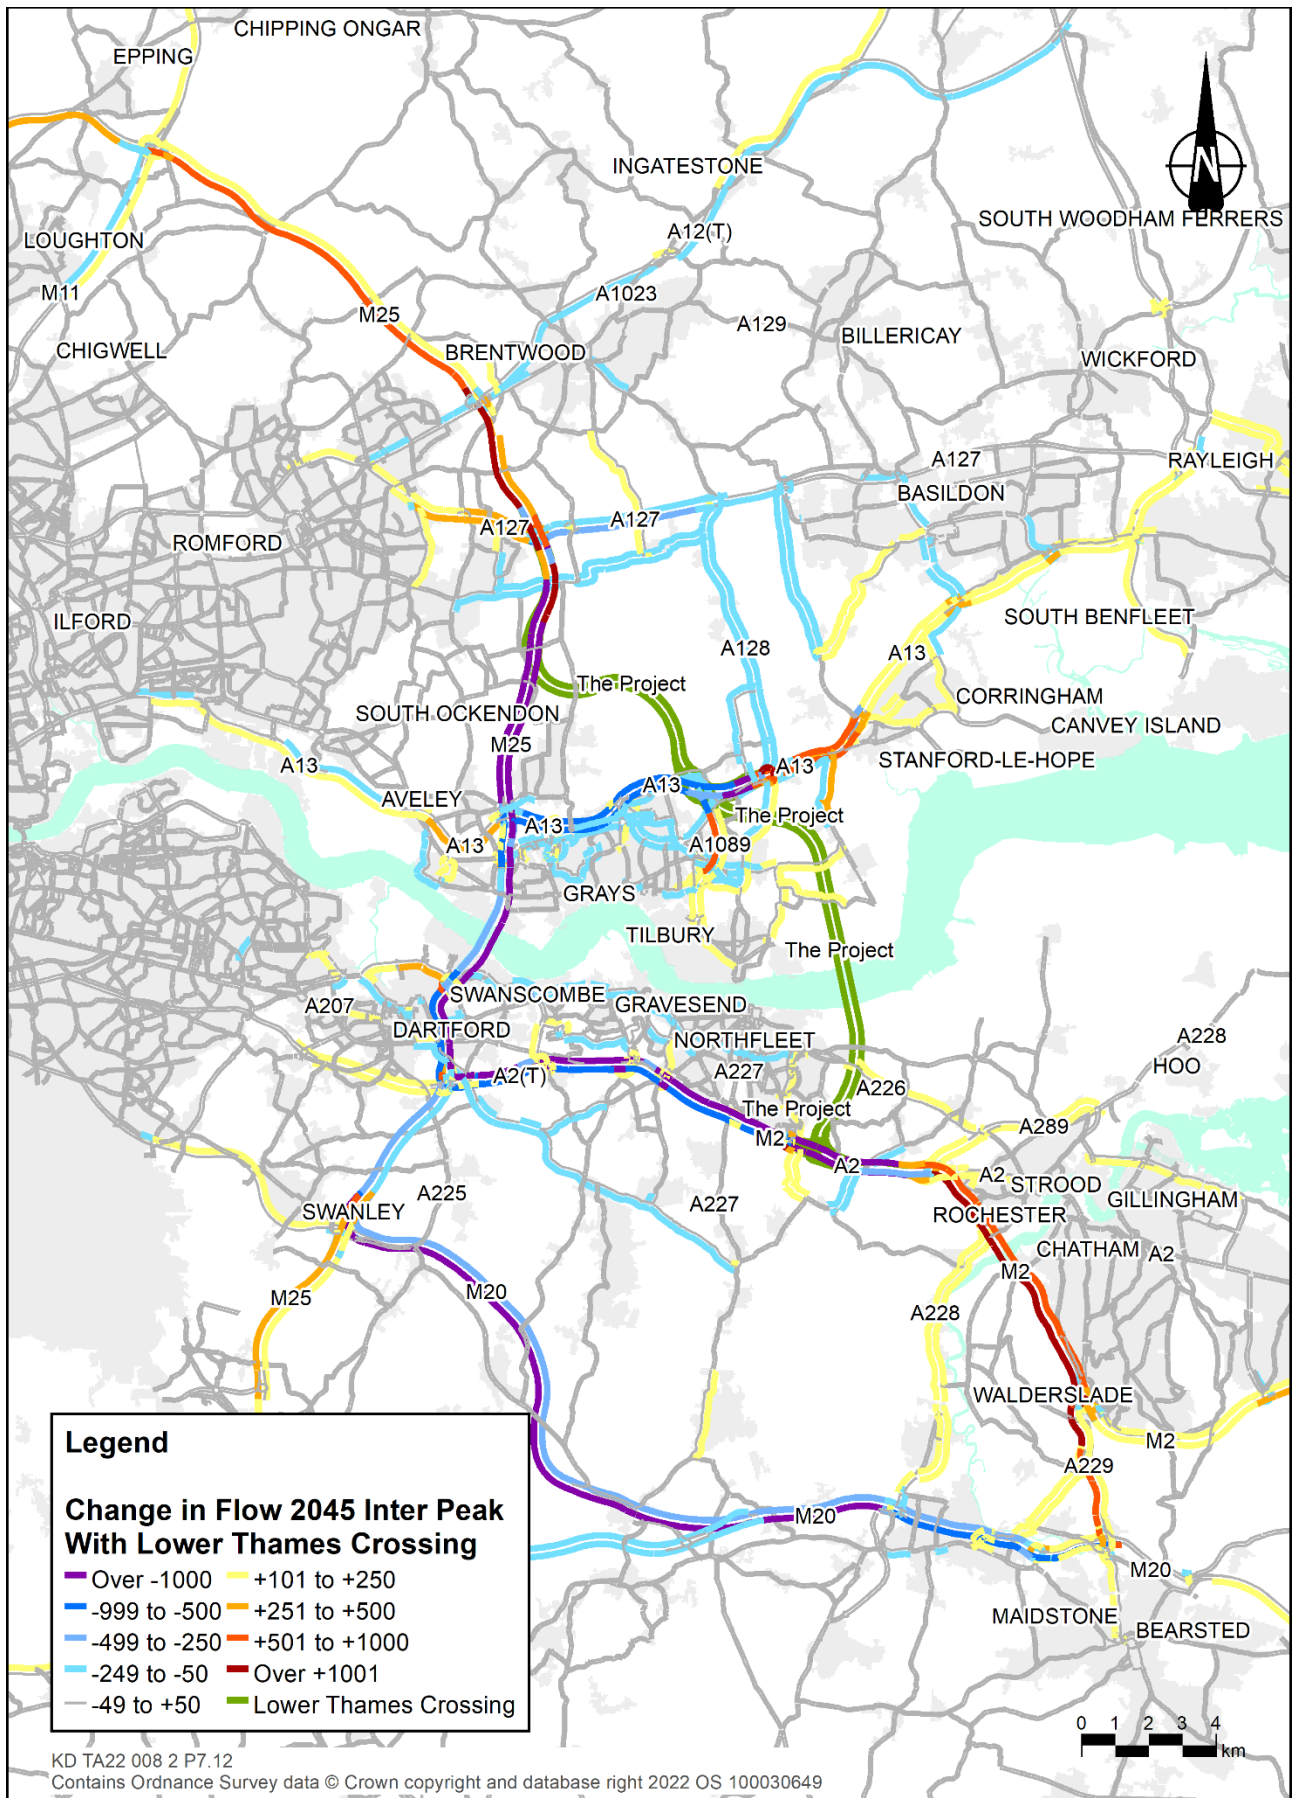 CHIPPING ONGAR
EPPING
INGATESTONE
N
SOUTH WOODHAM FERRERS
A12(T)
LOUGHTON
M11
A1023
M25
A129
BILLERICAY
CHIGWELL
BRENTWOOD
WICKFORD
A127
RAYLEIGH
BASILDON
A127
A127
ROMFORD
ILFORD
SOUTH BENFLEET
A128
A13
The Project
CORRINGHAM
SOUTH OCKENDON
CANVEY ISLAND
M25
STANFORD-LE-HOPE
A13
A13
A13
AVELEY
The Project
A13
A13
A1089
GRAYS
TILBURY
The Project
SWANSCOMBE
GRAVESEND
A207
DARTFORD
NORTHFLEET
A228
HOO
A2(T)
A227
A226
The Project
A289
M2
A2
A2
STROOD
A225
GILLINGHAM
A227
SWANLEY
ROCHESTER
CHATHAM
A2
M2
M20
M25
A228
WALDERSLADE
M2
A229
M20
M20
MAIDSTONE
BEARSTED
Legend
Change in Flow 2045 Inter Peak
With Lower Thames Crossing
Over -1000
+101 to +250
-999 to -500
+251 to +500
-499 to -250
+501 to +1000
-249 to -50
Over +1001
-49 to +50
Lower Thames Crossing
0 1 2 3 4
km
KD TA22 008 2 P7.12
Contains Ordnance Survey data © Crown copyright and database right 2022 OS 100030649